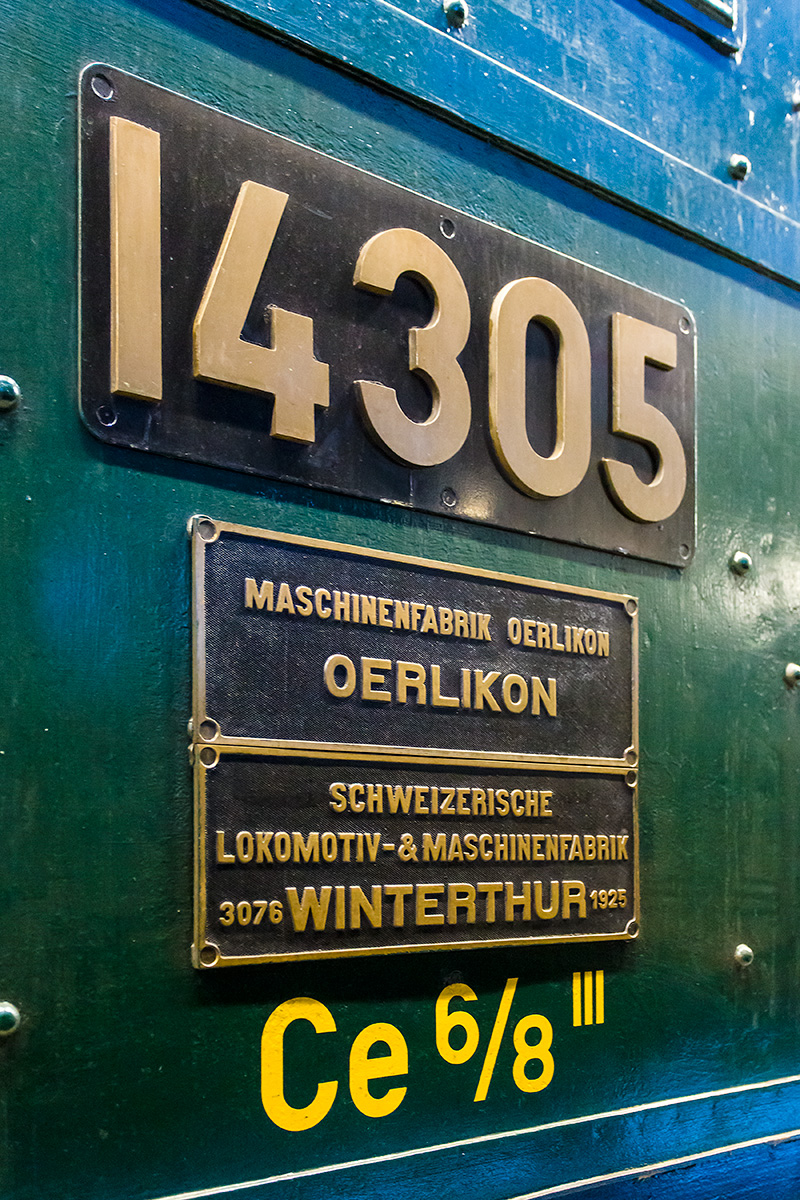 14305
MASCHINENFABRIK OERLIKON
OERLIKON
SCHWEIZERISCHE
LOKOMOTIV-&MASCHINENFABRIK
3076 WINTERTHUR 1925
Ce 6/8 III